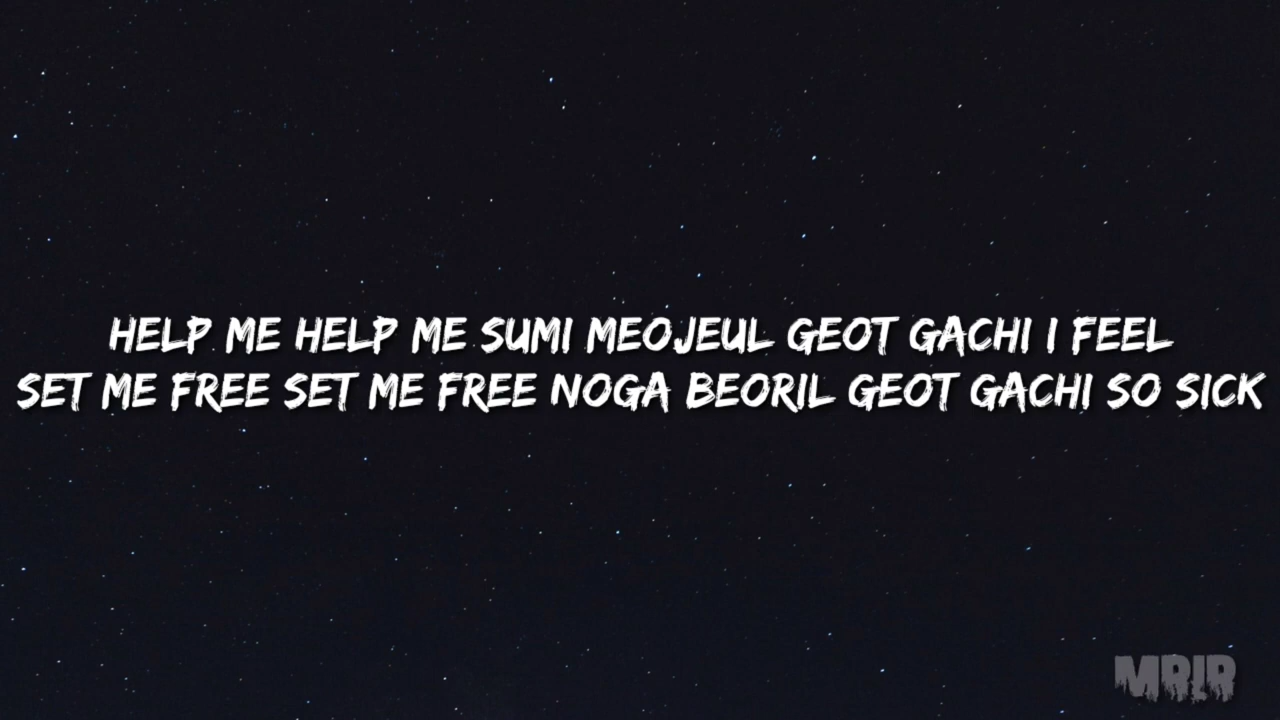 HELP ME HELP ME SUMI MEOJEUL GEOT GACHI I FEEL
SET ME FREE SET ME FREE NOGA BEORIL GEOT GACHI SO SICK
MRLR